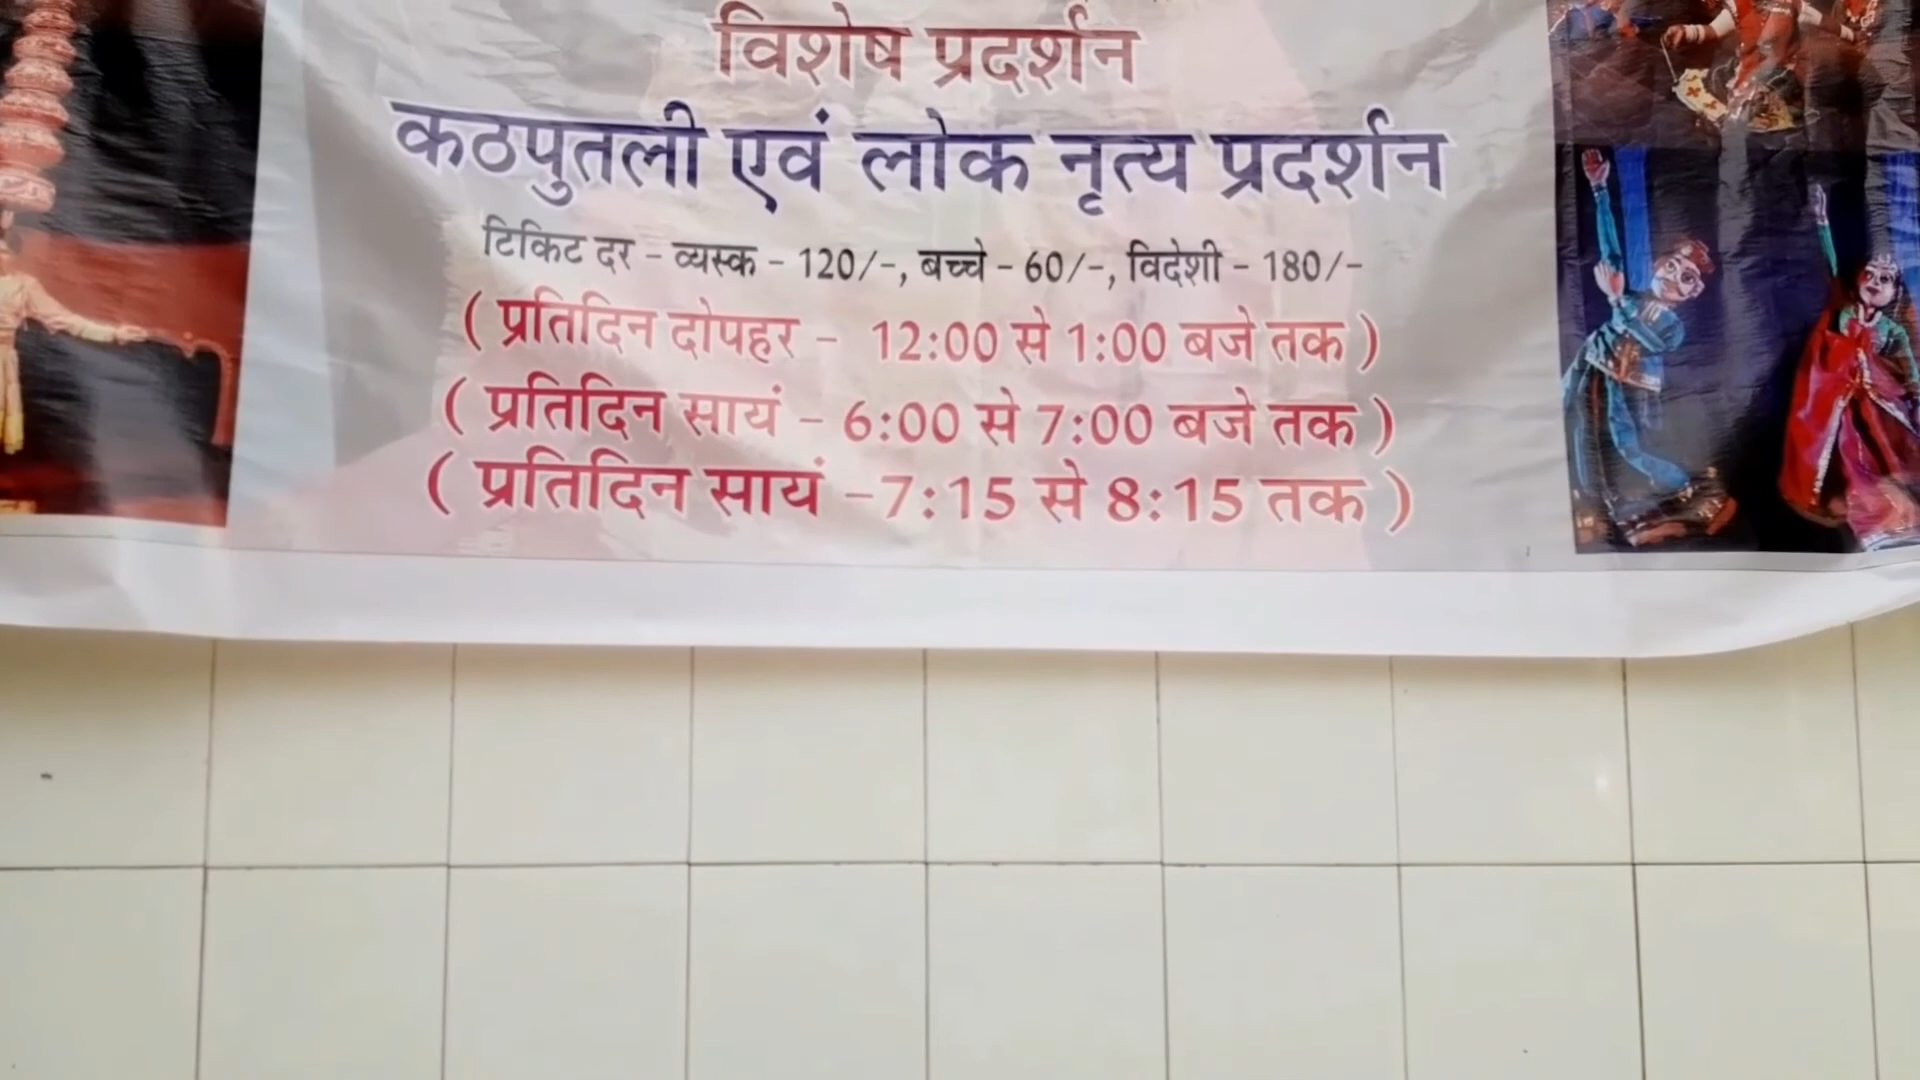 विशेष प्रदर्शन
कठपुतली एवं लोक नृत्य प्रदर्शन
टिकिट दर - व्यस्क - 120/-, बच्चे - 60/-, विदेशी - 180/-
( प्रतिदिन दोपहर - 12:00 से 1:00 बजे तक )
( प्रतिदिन सायं - 6:00 से 7:00 बजे तक )
( प्रतिदिन सायं -7:15 से 8:15 तक )